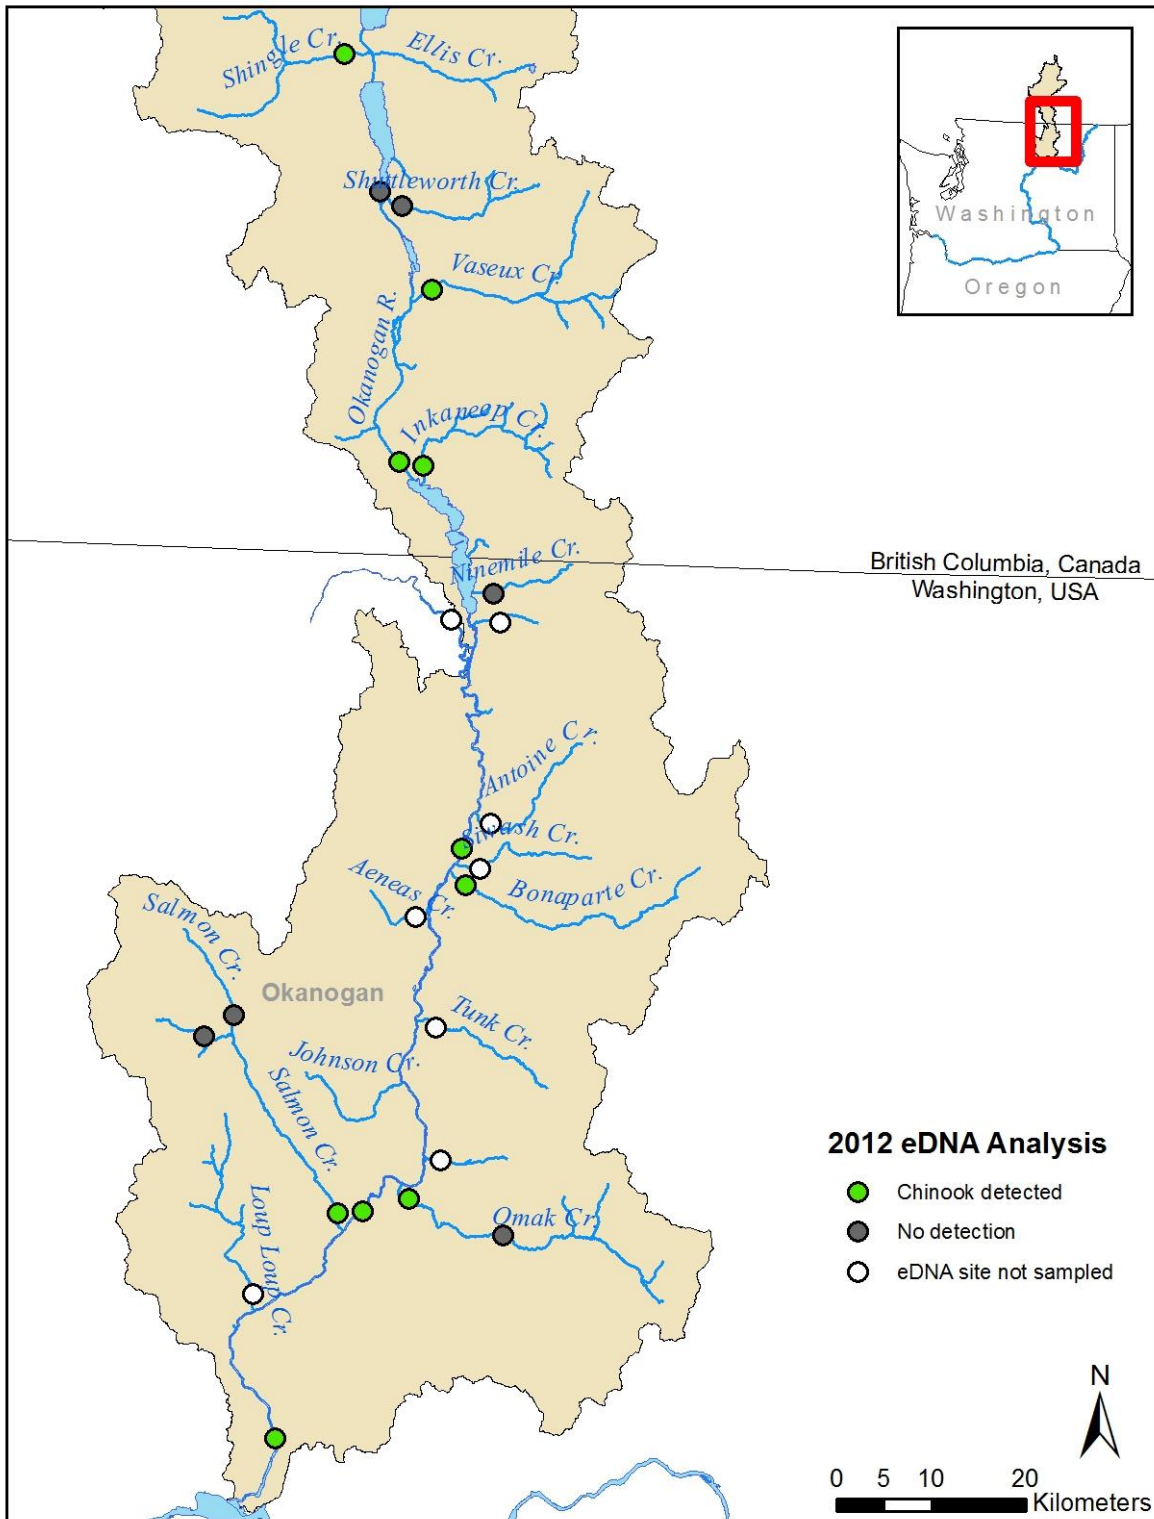 Shingle Cr.
Ellis Cr.
Shuttleworth Cr.
Vaseux Cr.
Okanogan R.
Inkaneep Cr.
Washington
Oregon
British Columbia, Canada
Washington, USA
Ninemile Cr.
Antoine Cr.
Siwash Cr.
Aeneas Cr.
Bonaparte Cr.
Salmon Cr.
Okanogan
Tunk Cr.
Johnson Cr.
Salmon Cr.
Loup Loup Cr.
Omak Cr.
2012 eDNA Analysis
Chinook detected
No detection
eDNA site not sampled
N
0 5 10 20
Kilometers